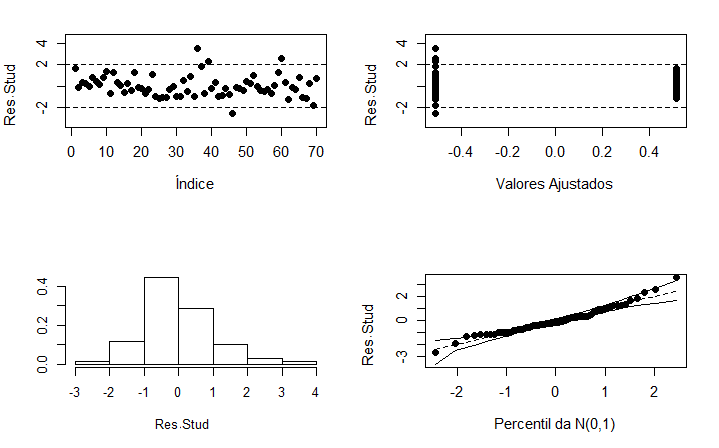 Res.Stud
4
2
-2
0 10 20 30 40 50 60 70
Índice
Res.Stud
4
2
-2
-0.4 -0.2 0.0 0.2 0.4
Valores Ajustados
0.4
0.2
0.0
-3 -2 -1 0 1 2 3 4
Res.Stud
Res.Stud
2
0
-3
-2 -1 0 1 2
Percentil da N(0,1)